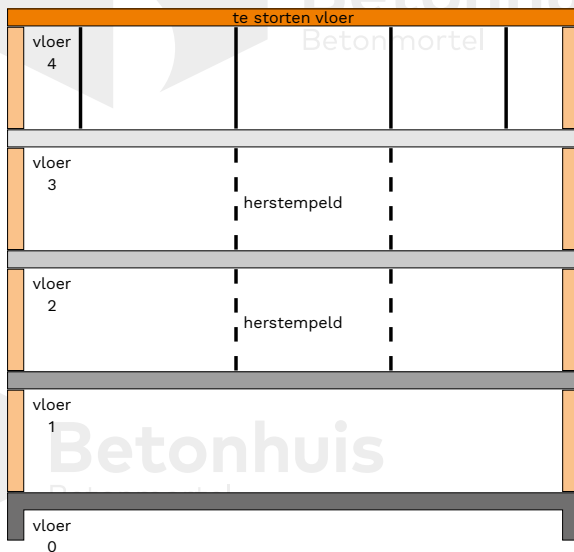 te storten vloer
Betonmortel
vloer
4
vloer
3
herstempeld
vloer
2
herstempeld
vloer
1
Betonhuis
vloer
0